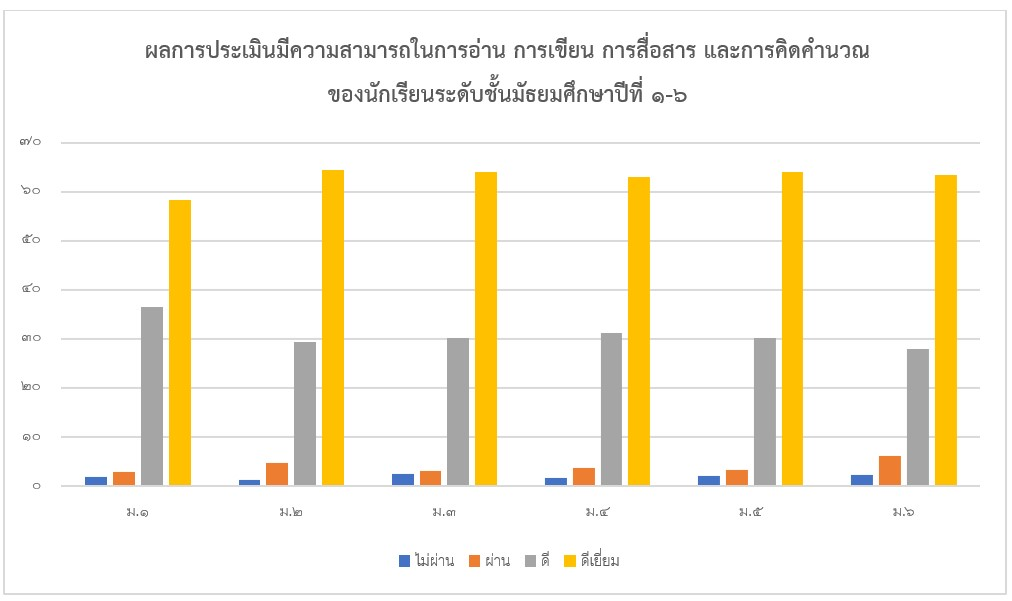 ผลการประเมินมีความสามารถในการอ่าน การเขียน การสื่อสาร และการคิดคำนวณ
ของนักเรียนระดับชั้นมัธยมศึกษาปีที่ ๑-๖
๗๐
๖๐
๕๐
๔๐
๓๐
๒๐
๑๐
๐
ม.๑ ม.๒ ม.๓ ม.๔ ม.๕ ม.๖
ไม่ผ่าน ผ่าน ดี ดีเยี่ยม